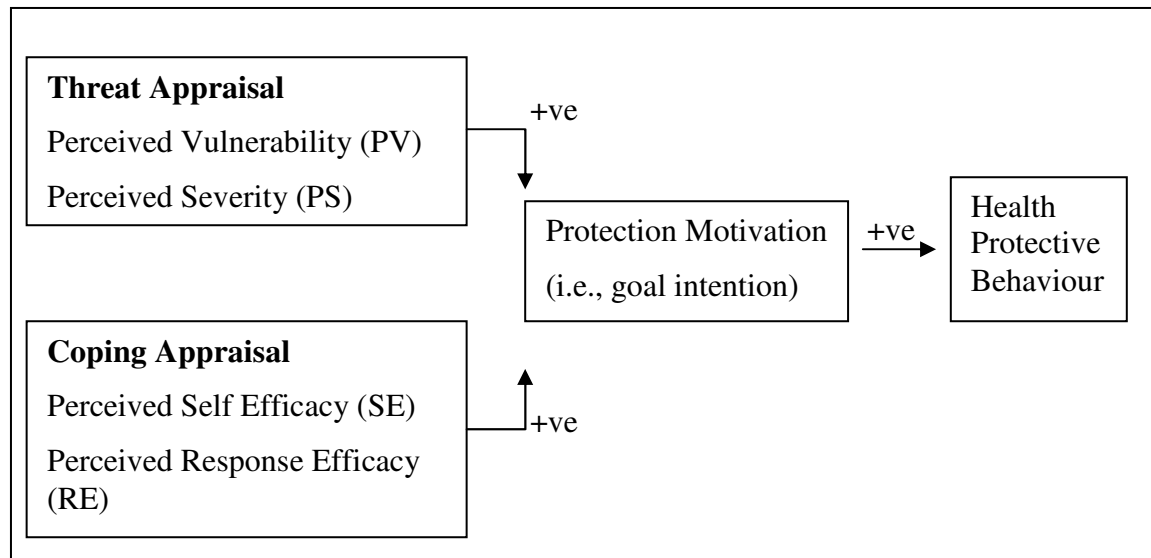 Threat Appraisal
Perceived Vulnerability (PV)
Perceived Severity (PS)
+ve
Protection Motivation
(i.e., goal intention)
+ve
Health
Protective
Behaviour
Coping Appraisal
Perceived Self Efficacy (SE)
Perceived Response Efficacy
(RE)
+ve